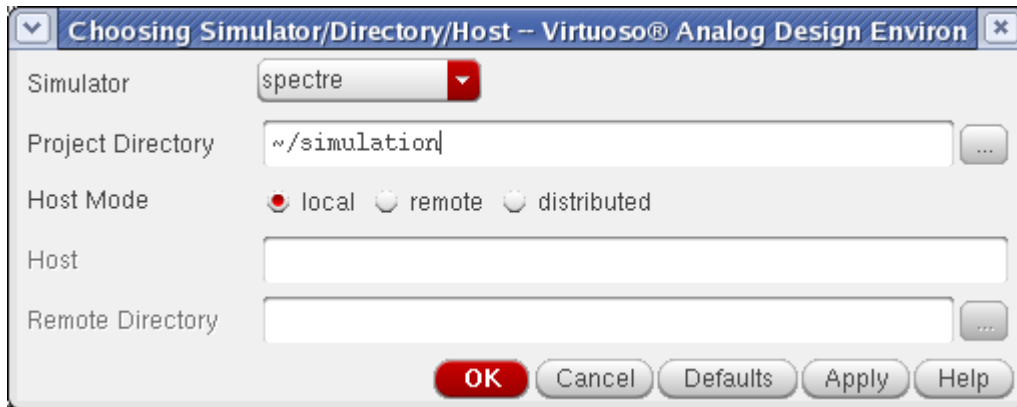 Choosing Simulator/Directory/Host -- Virtuoso® Analog Design Environ
Simulator spectre
Project Directory ~/simulation ...
Host Mode local remote distributed
Host
Remote Directory ...
OK Cancel Defaults Apply Help